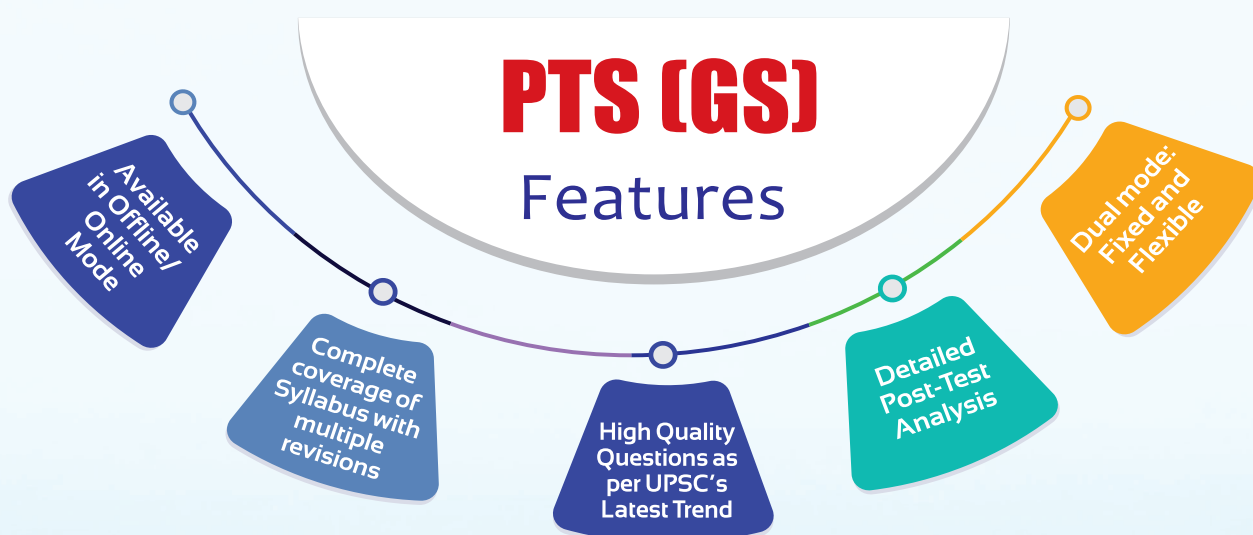 PTS (GS)
Features
Available
in Offline/
Online
Mode
Complete
coverage of
Syllabus with
multiple
revisions
High Quality
Questions as
per UPSC's
Latest Trend
Detailed
Post-Test
Analysis
Dual mode:
Fixed and
Flexible